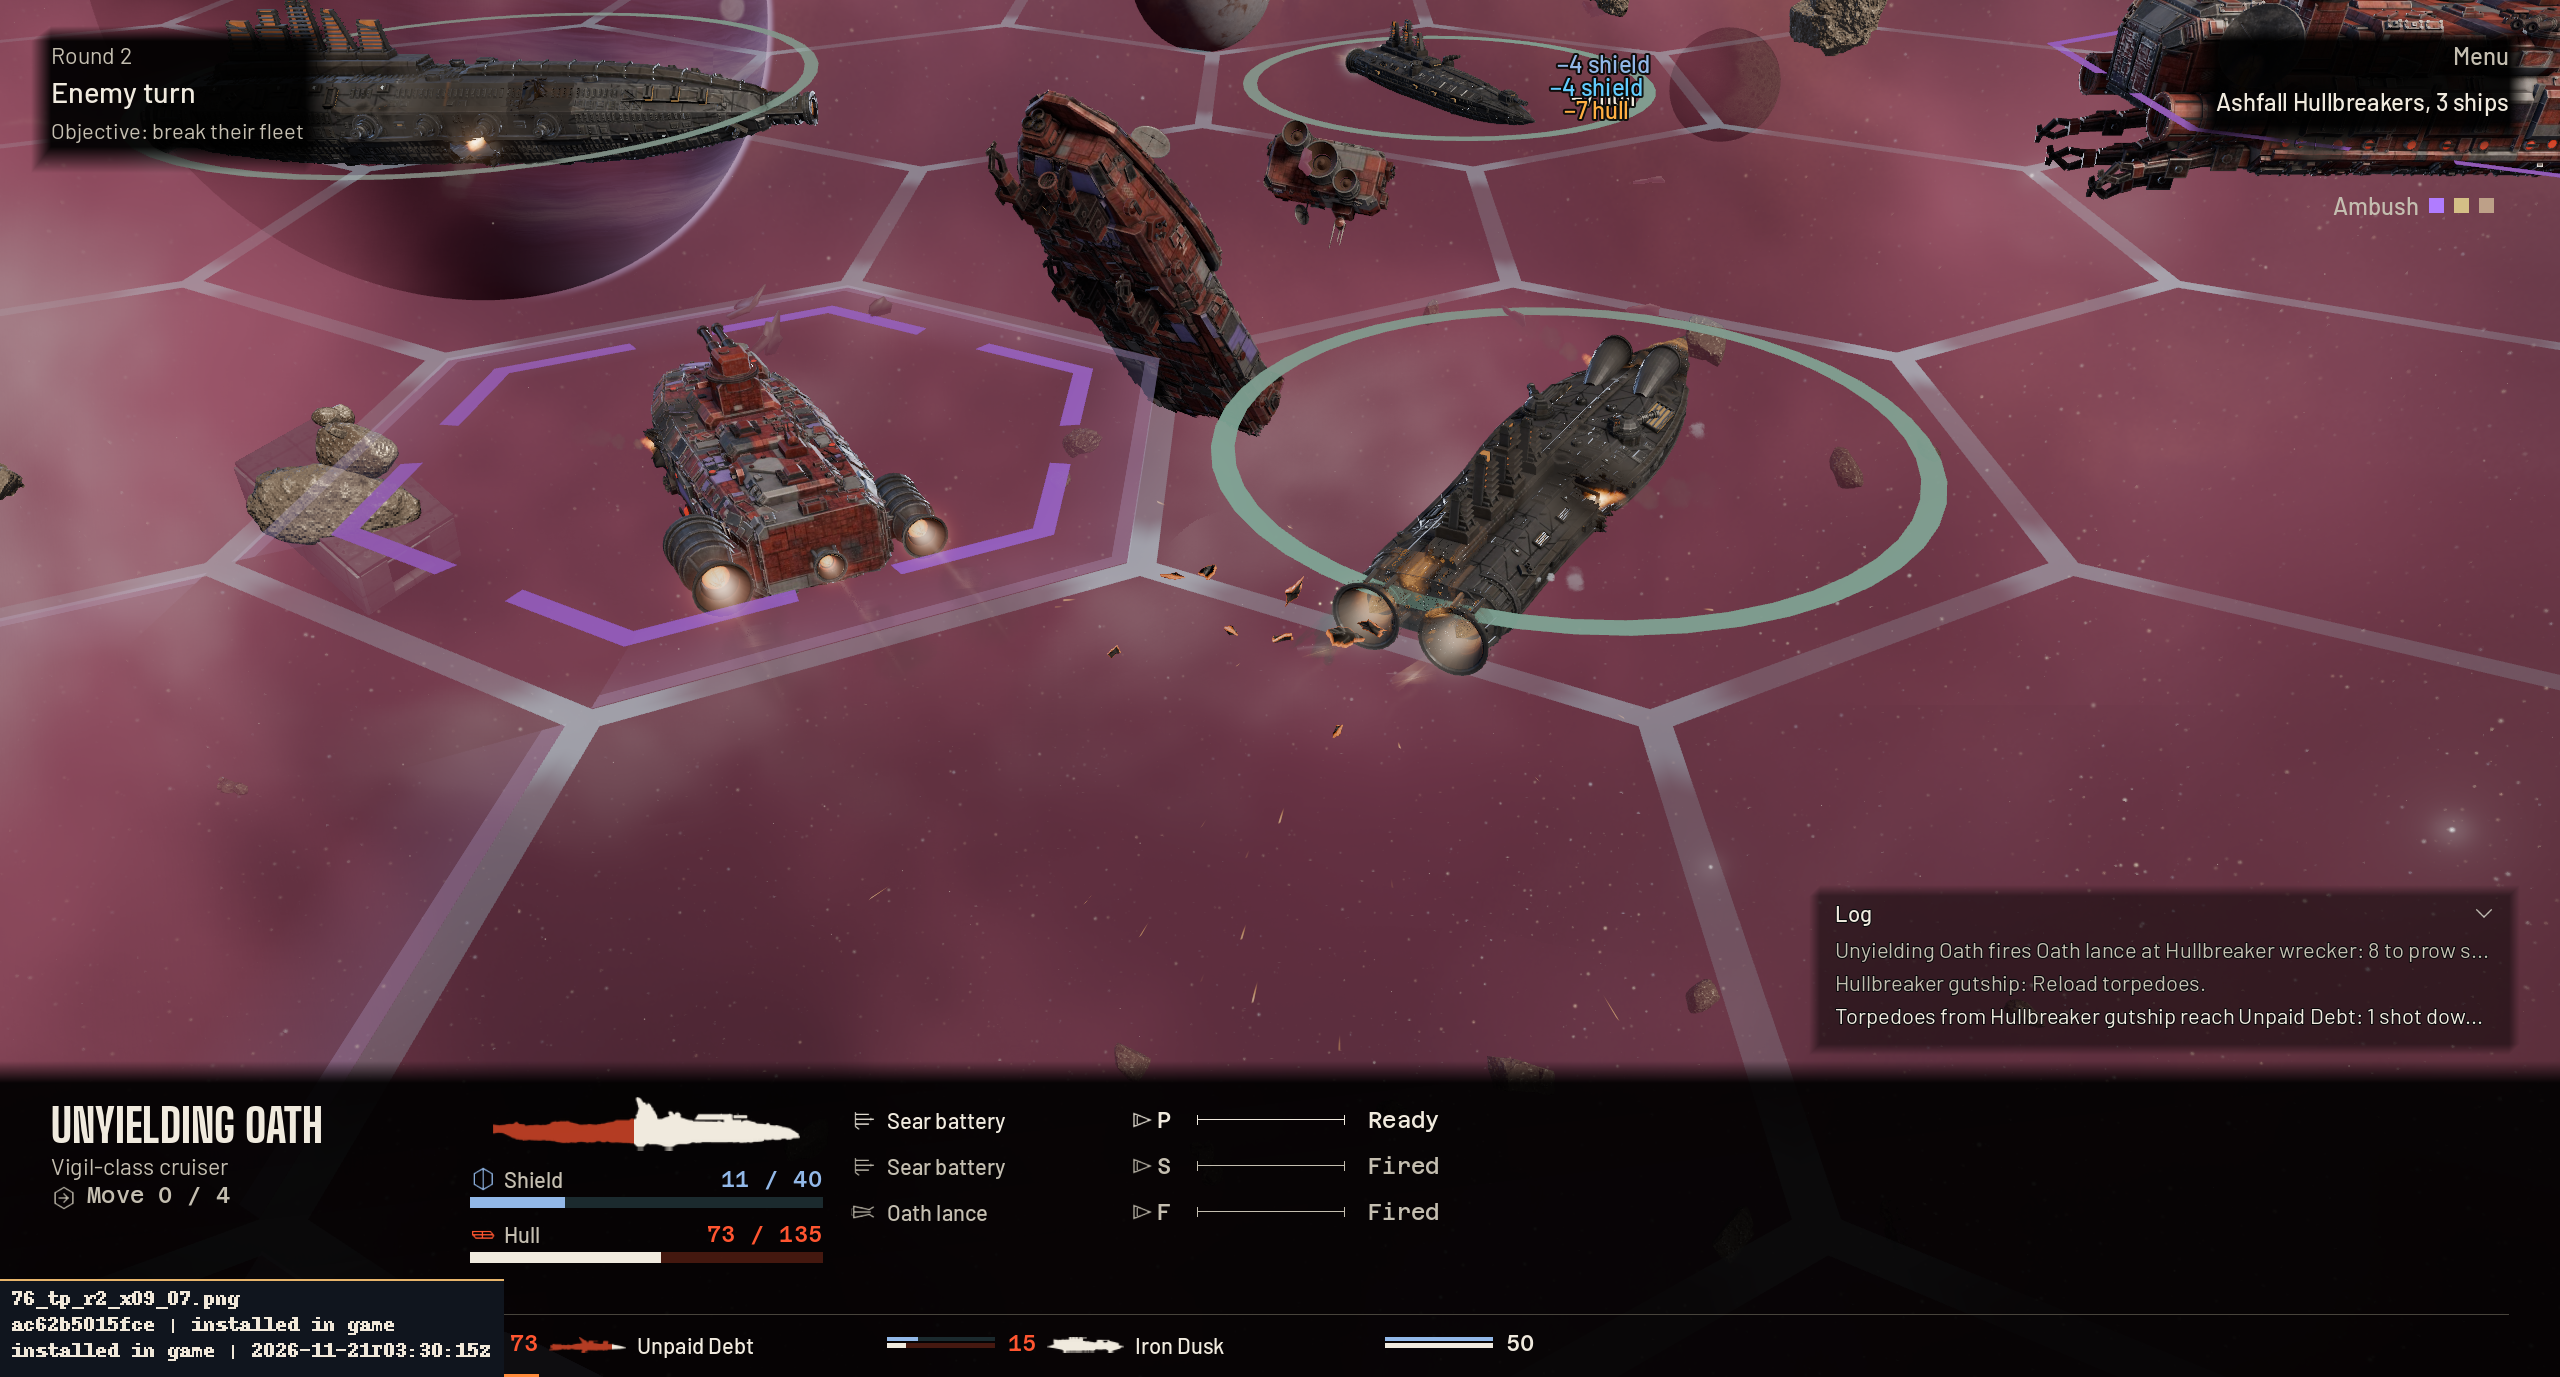 Round 2
Enemy turn
Objective: break their fleet
−4 shield
−4 shield
−7 hull
Menu
Ashfall Hullbreakers, 3 ships
Ambush
Log
Unyielding Oath fires Oath lance at Hullbreaker wrecker: 8 to prow s...
Hullbreaker gutship: Reload torpedoes.
Torpedoes from Hullbreaker gutship reach Unpaid Debt: 1 shot dow...
UNYIELDING OATH
Vigil-class cruiser
Move 0 / 4
Shield 11 / 40
Hull 73 / 135
Sear battery P Ready
Sear battery S Fired
Oath lance F Fired
76_tp_r2_x09_07.png
ac62b5015fce | installed in game
installed in game | 2026-11-21T03:30:15Z
73 Unpaid Debt 15 Iron Dusk 50